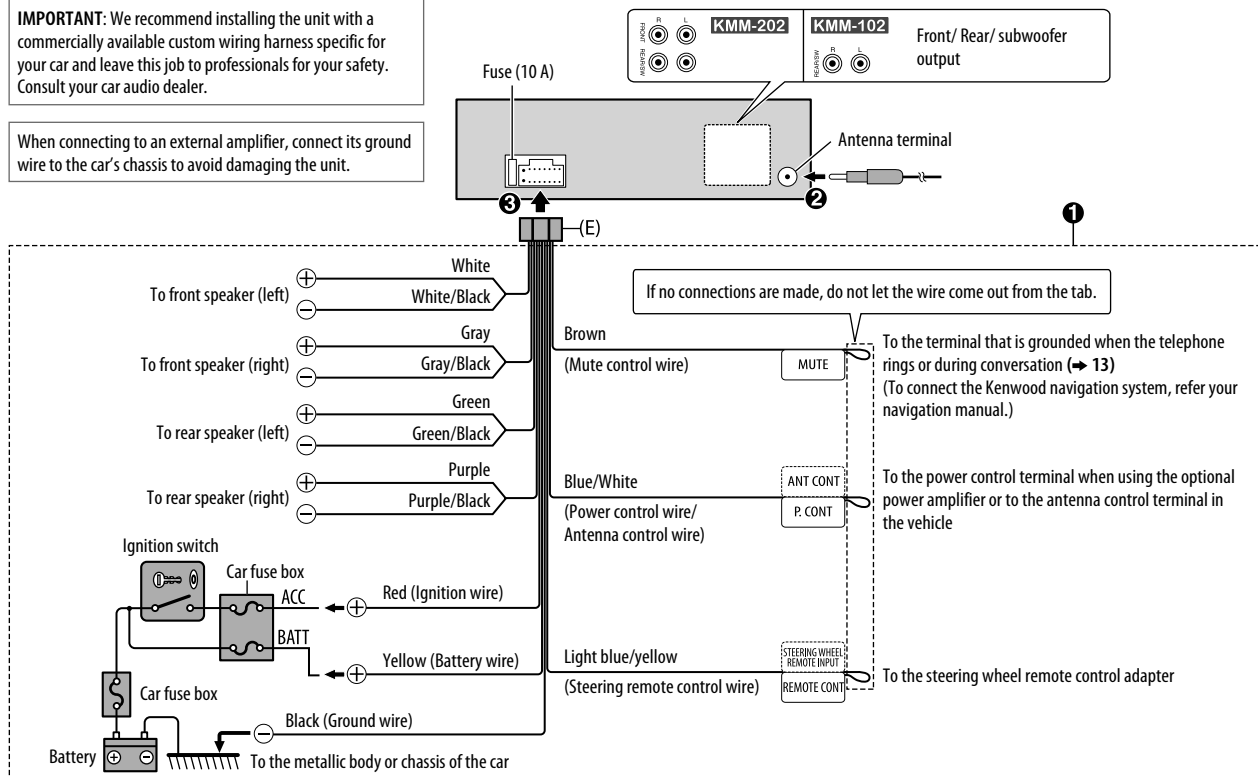 IMPORTANT: We recommend installing the unit with a
commercially available custom wiring harness specific for
your car and leave this job to professionals for your safety.
Consult your car audio dealer.
When connecting to an external amplifier, connect its ground
wire to the car's chassis to avoid damaging the unit.
Fuse (10 A)
FRONT
R
L
REAR/SW
KMM-202
KMM-102
REAR/SW
R
L
Front/ Rear/ subwoofer
output
Antenna terminal
❷
❸
(E)
❶
To front speaker (left)
⊕
White
⊖
White/Black
To front speaker (right)
⊕
Gray
⊖
Gray/Black
To rear speaker (left)
⊕
Green
⊖
Green/Black
To rear speaker (right)
⊕
Purple
⊖
Purple/Black
If no connections are made, do not let the wire come out from the tab.
Brown
(Mute control wire)
MUTE
To the terminal that is grounded when the telephone
rings or during conversation (➜ 13)
(To connect the Kenwood navigation system, refer your
navigation manual.)
Blue/White
(Power control wire/
Antenna control wire)
ANT CONT
P. CONT
To the power control terminal when using the optional
power amplifier or to the antenna control terminal in
the vehicle
Light blue/yellow
(Steering remote control wire)
STEERING WHEEL
REMOTE INPUT
REMOTE CONT
To the steering wheel remote control adapter
Ignition switch
Car fuse box
ACC
⊕
Red (Ignition wire)
BATT
⊕
Yellow (Battery wire)
Car fuse box
⊖
Black (Ground wire)
Battery
⊕
⊖
To the metallic body or chassis of the car